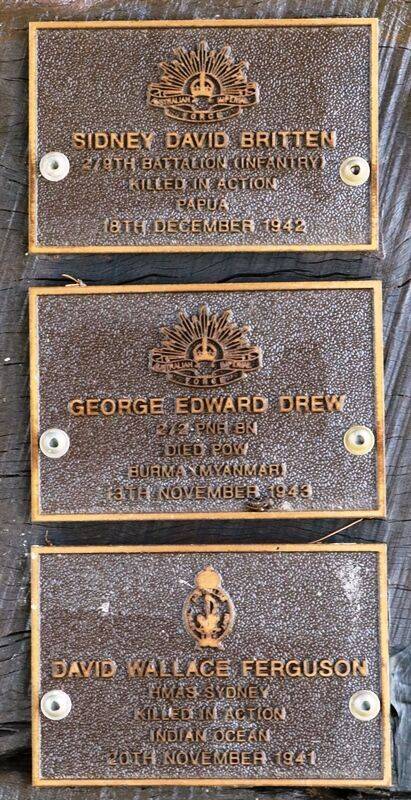 AUSTRALIAN IMPERIAL
FORCE
SIDNEY DAVID BRITTEN
2/9TH BATTALION (INFANTRY)
KILLED IN ACTION
PAPUA
18TH DECEMBER 1942
AUSTRALIAN IMPERIAL
FORCE
GEORGE EDWARD DREW
2/2 PNR BN
DIED POW
BURMA (MYANMAR)
13TH NOVEMBER 1943
DAVID WALLACE FERGUSON
HMAS SYDNEY
KILLED IN ACTION
INDIAN OCEAN
20TH NOVEMBER 1941